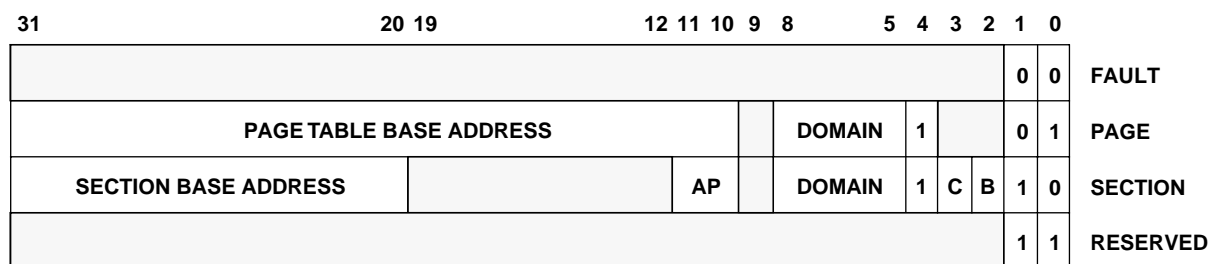 31 20 19 12 11 10 9 8 5 4 3 2 1 0
0 0 FAULT
PAGE TABLE BASE ADDRESS DOMAIN 1 0 1 PAGE
SECTION BASE ADDRESS AP DOMAIN 1 C B 1 0 SECTION
1 1 RESERVED